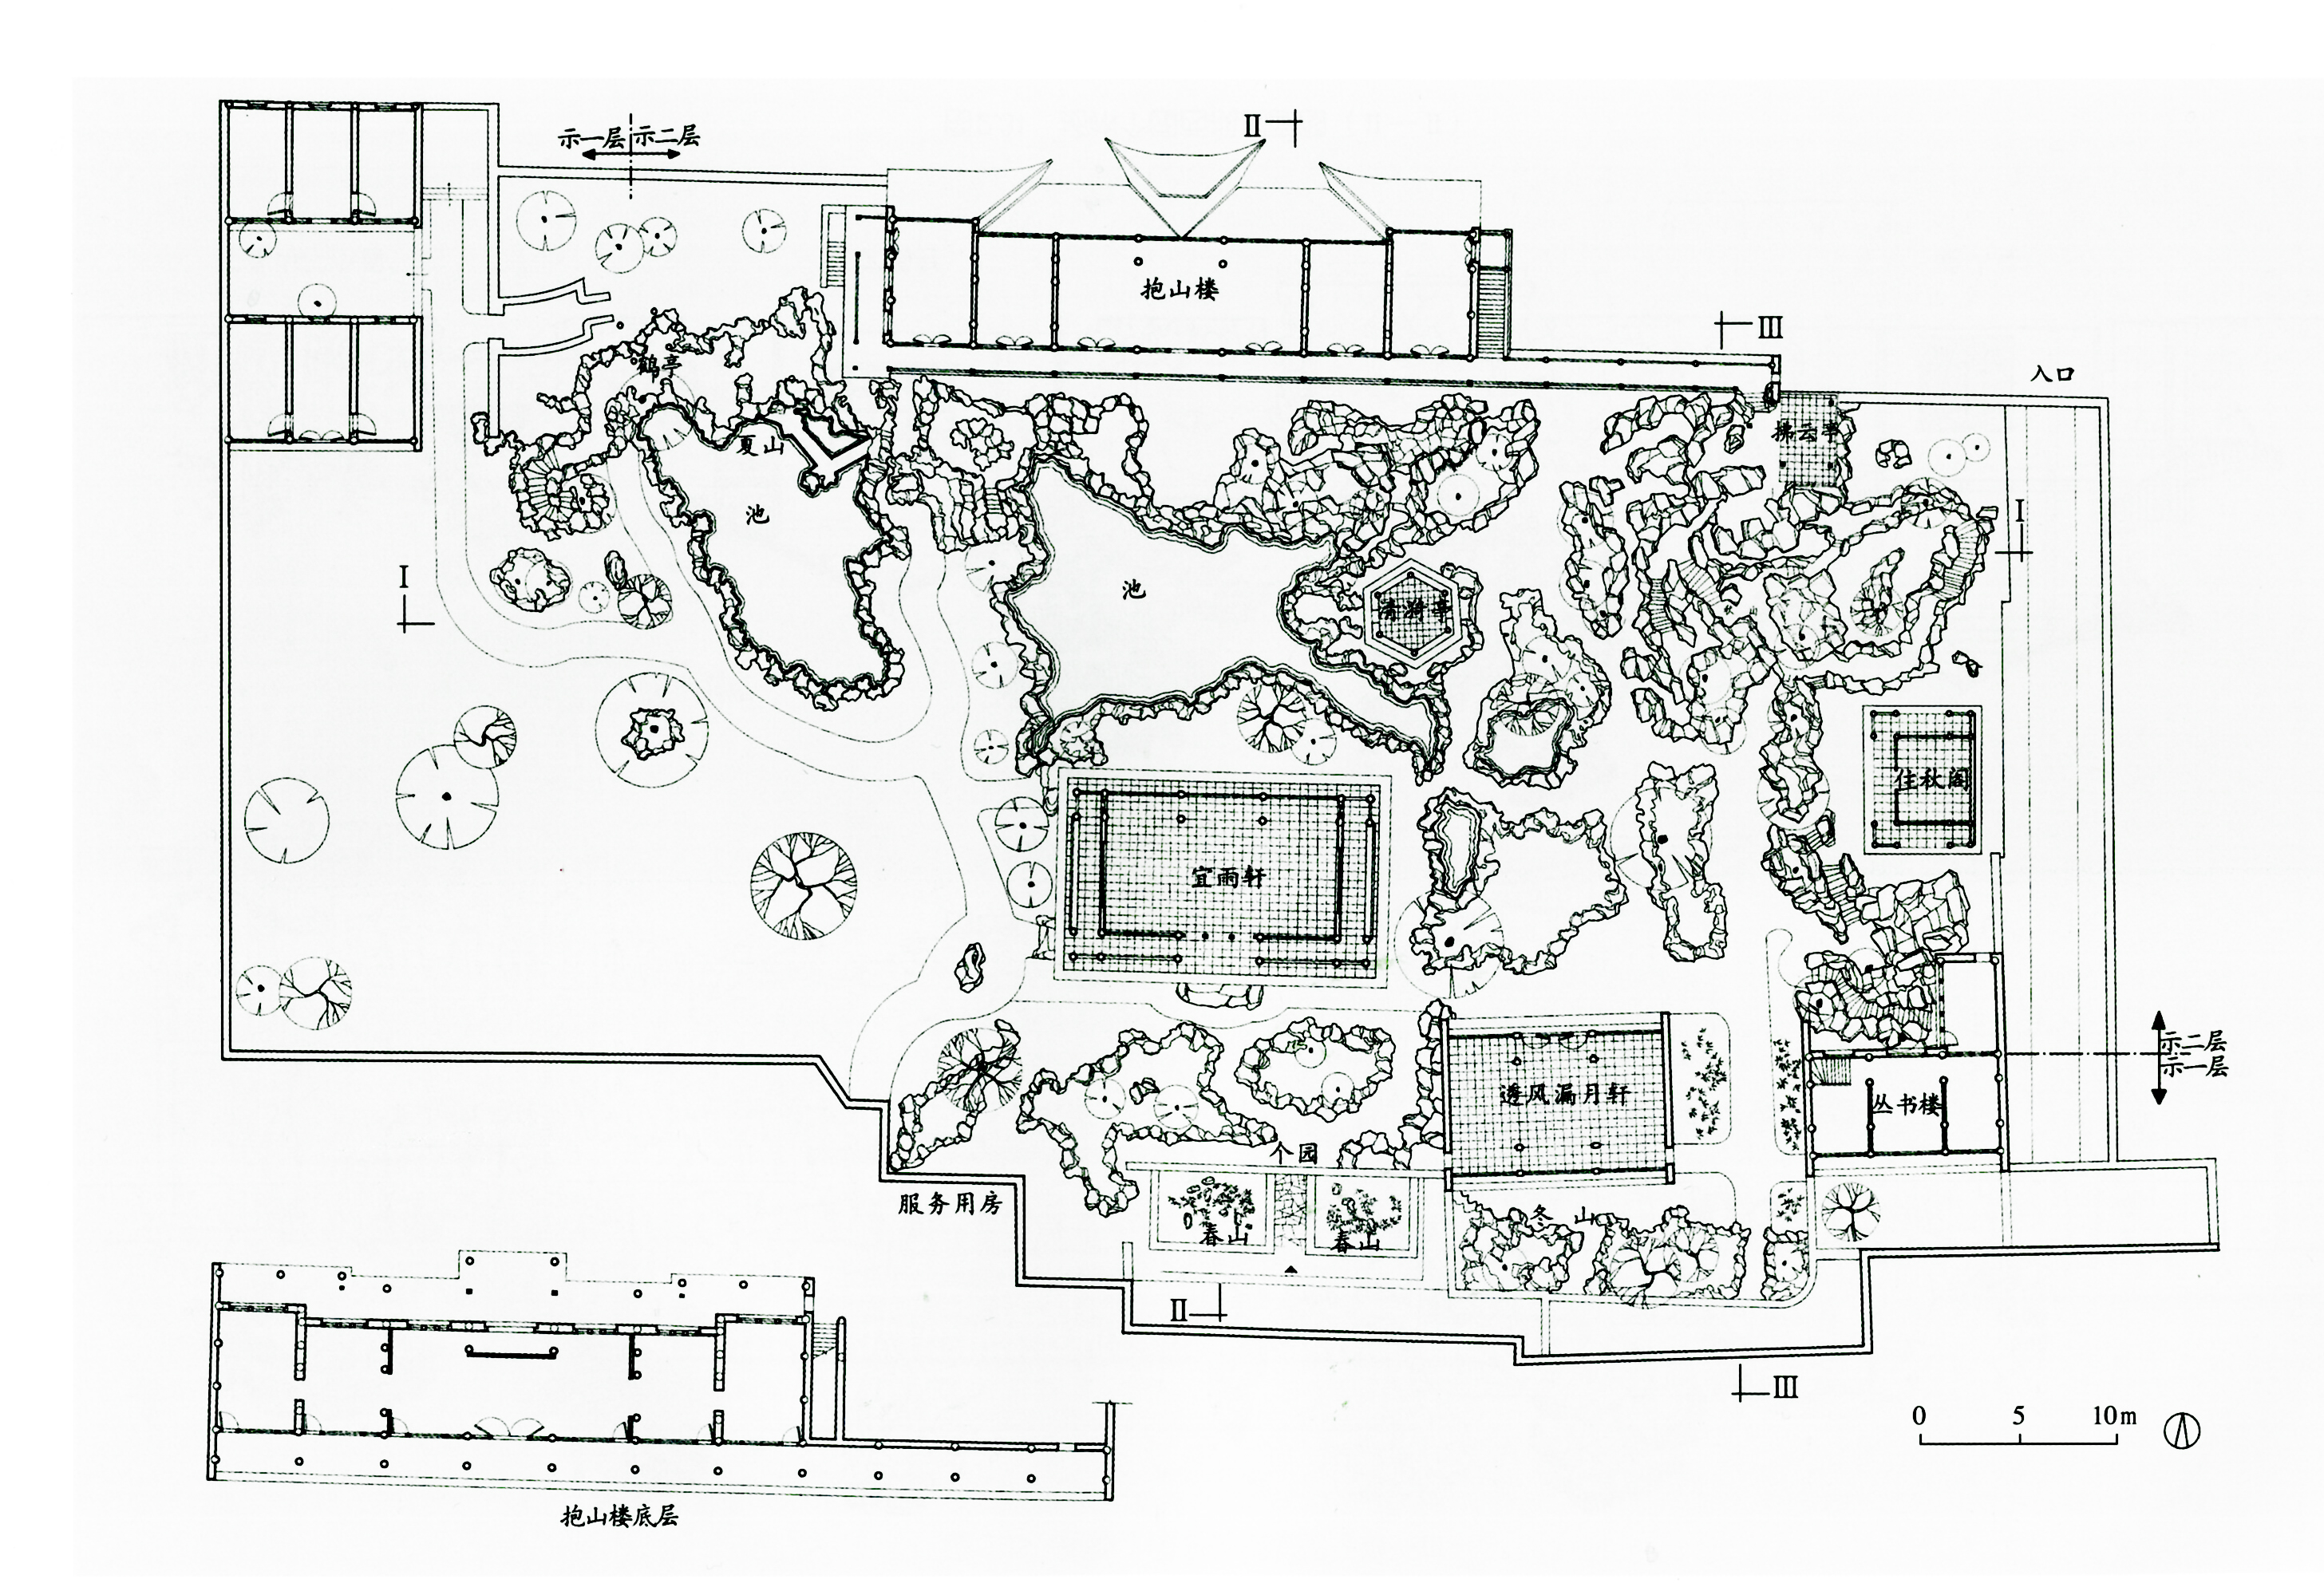 示一层 示二层
II
抱山楼
III
入口
鹤亭
拂云亭
夏山
池
I
I
池
清漪亭
住秋阁
宜雨轩
示二层
示一层
透风漏月轩
丛书楼
个园
服务用房
春山
春山
冬山
II
III
0 5 10m
抱山楼底层